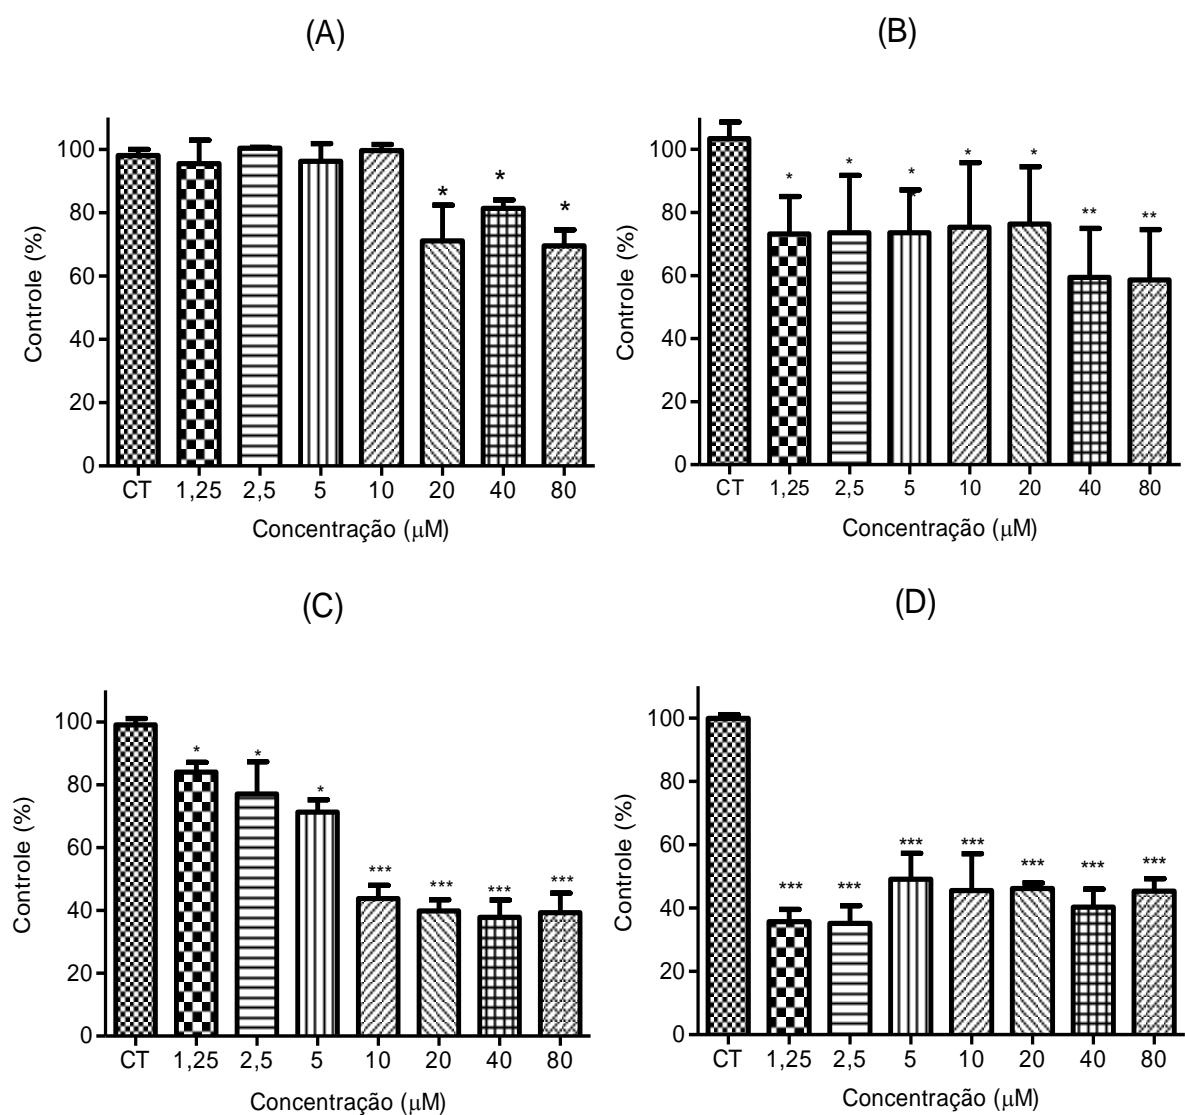 (A)
100
80
60
40
20
0
Controle (%)
* * *
CT 1,25 2,5 5 10 20 40 80
Concentração (μM)
(B)
100
80
60
40
20
0
Controle (%)
* * * * * ** **
CT 1,25 2,5 5 10 20 40 80
Concentração (μM)
(C)
100
80
60
40
20
0
Controle (%)
* * * *** *** *** ***
CT 1,25 2,5 5 10 20 40 80
Concentração (μM)
(D)
100
80
60
40
20
0
Controle (%)
*** *** *** *** *** *** ***
CT 1,25 2,5 5 10 20 40 80
Concentração (μM)